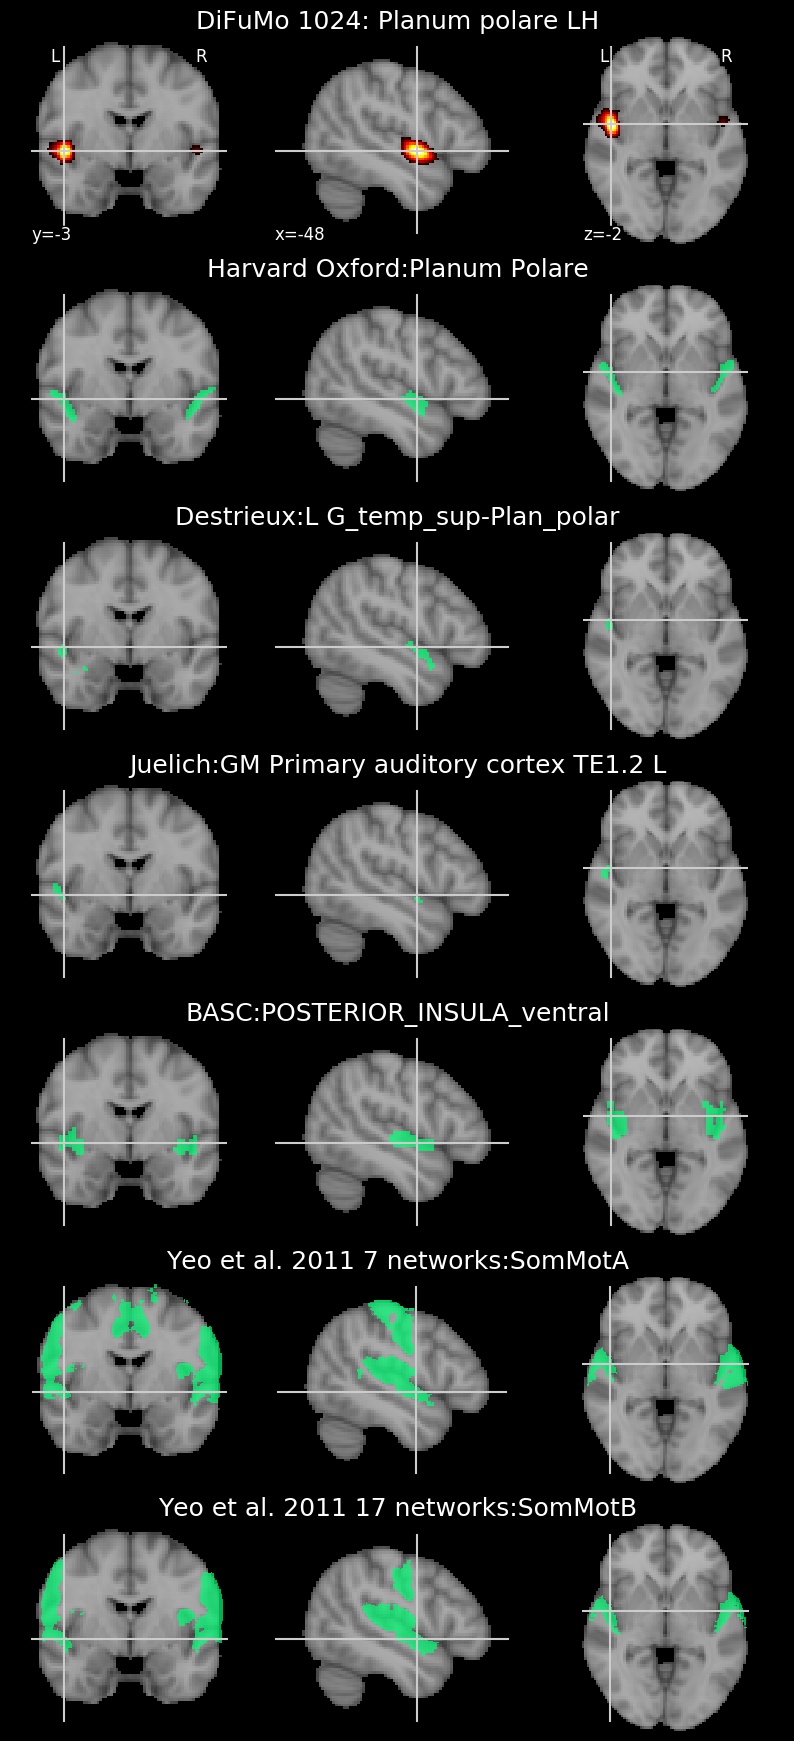 DiFuMo 1024: Planum polare LH
L R L R
y=-3 x=-48 z=-2
Harvard Oxford:Planum Polare
Destrieux:L G_temp_sup-Plan_polar
Juelich:GM Primary auditory cortex TE1.2 L
BASC:POSTERIOR_INSULA_ventral
Yeo et al. 2011 7 networks:SomMotA
Yeo et al. 2011 17 networks:SomMotB